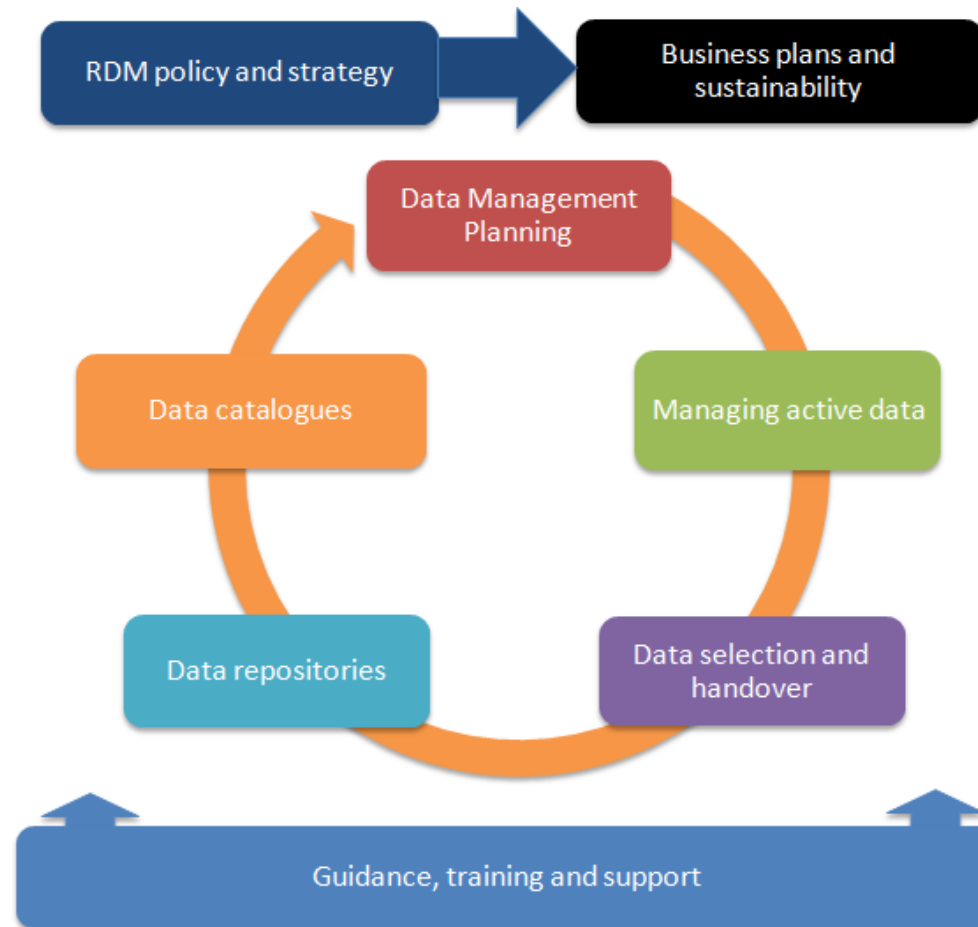 RDM policy and strategy
Business plans and
sustainability
Data Management
Planning
Data catalogues
Managing active data
Data repositories
Data selection and
handover
Guidance, training and support